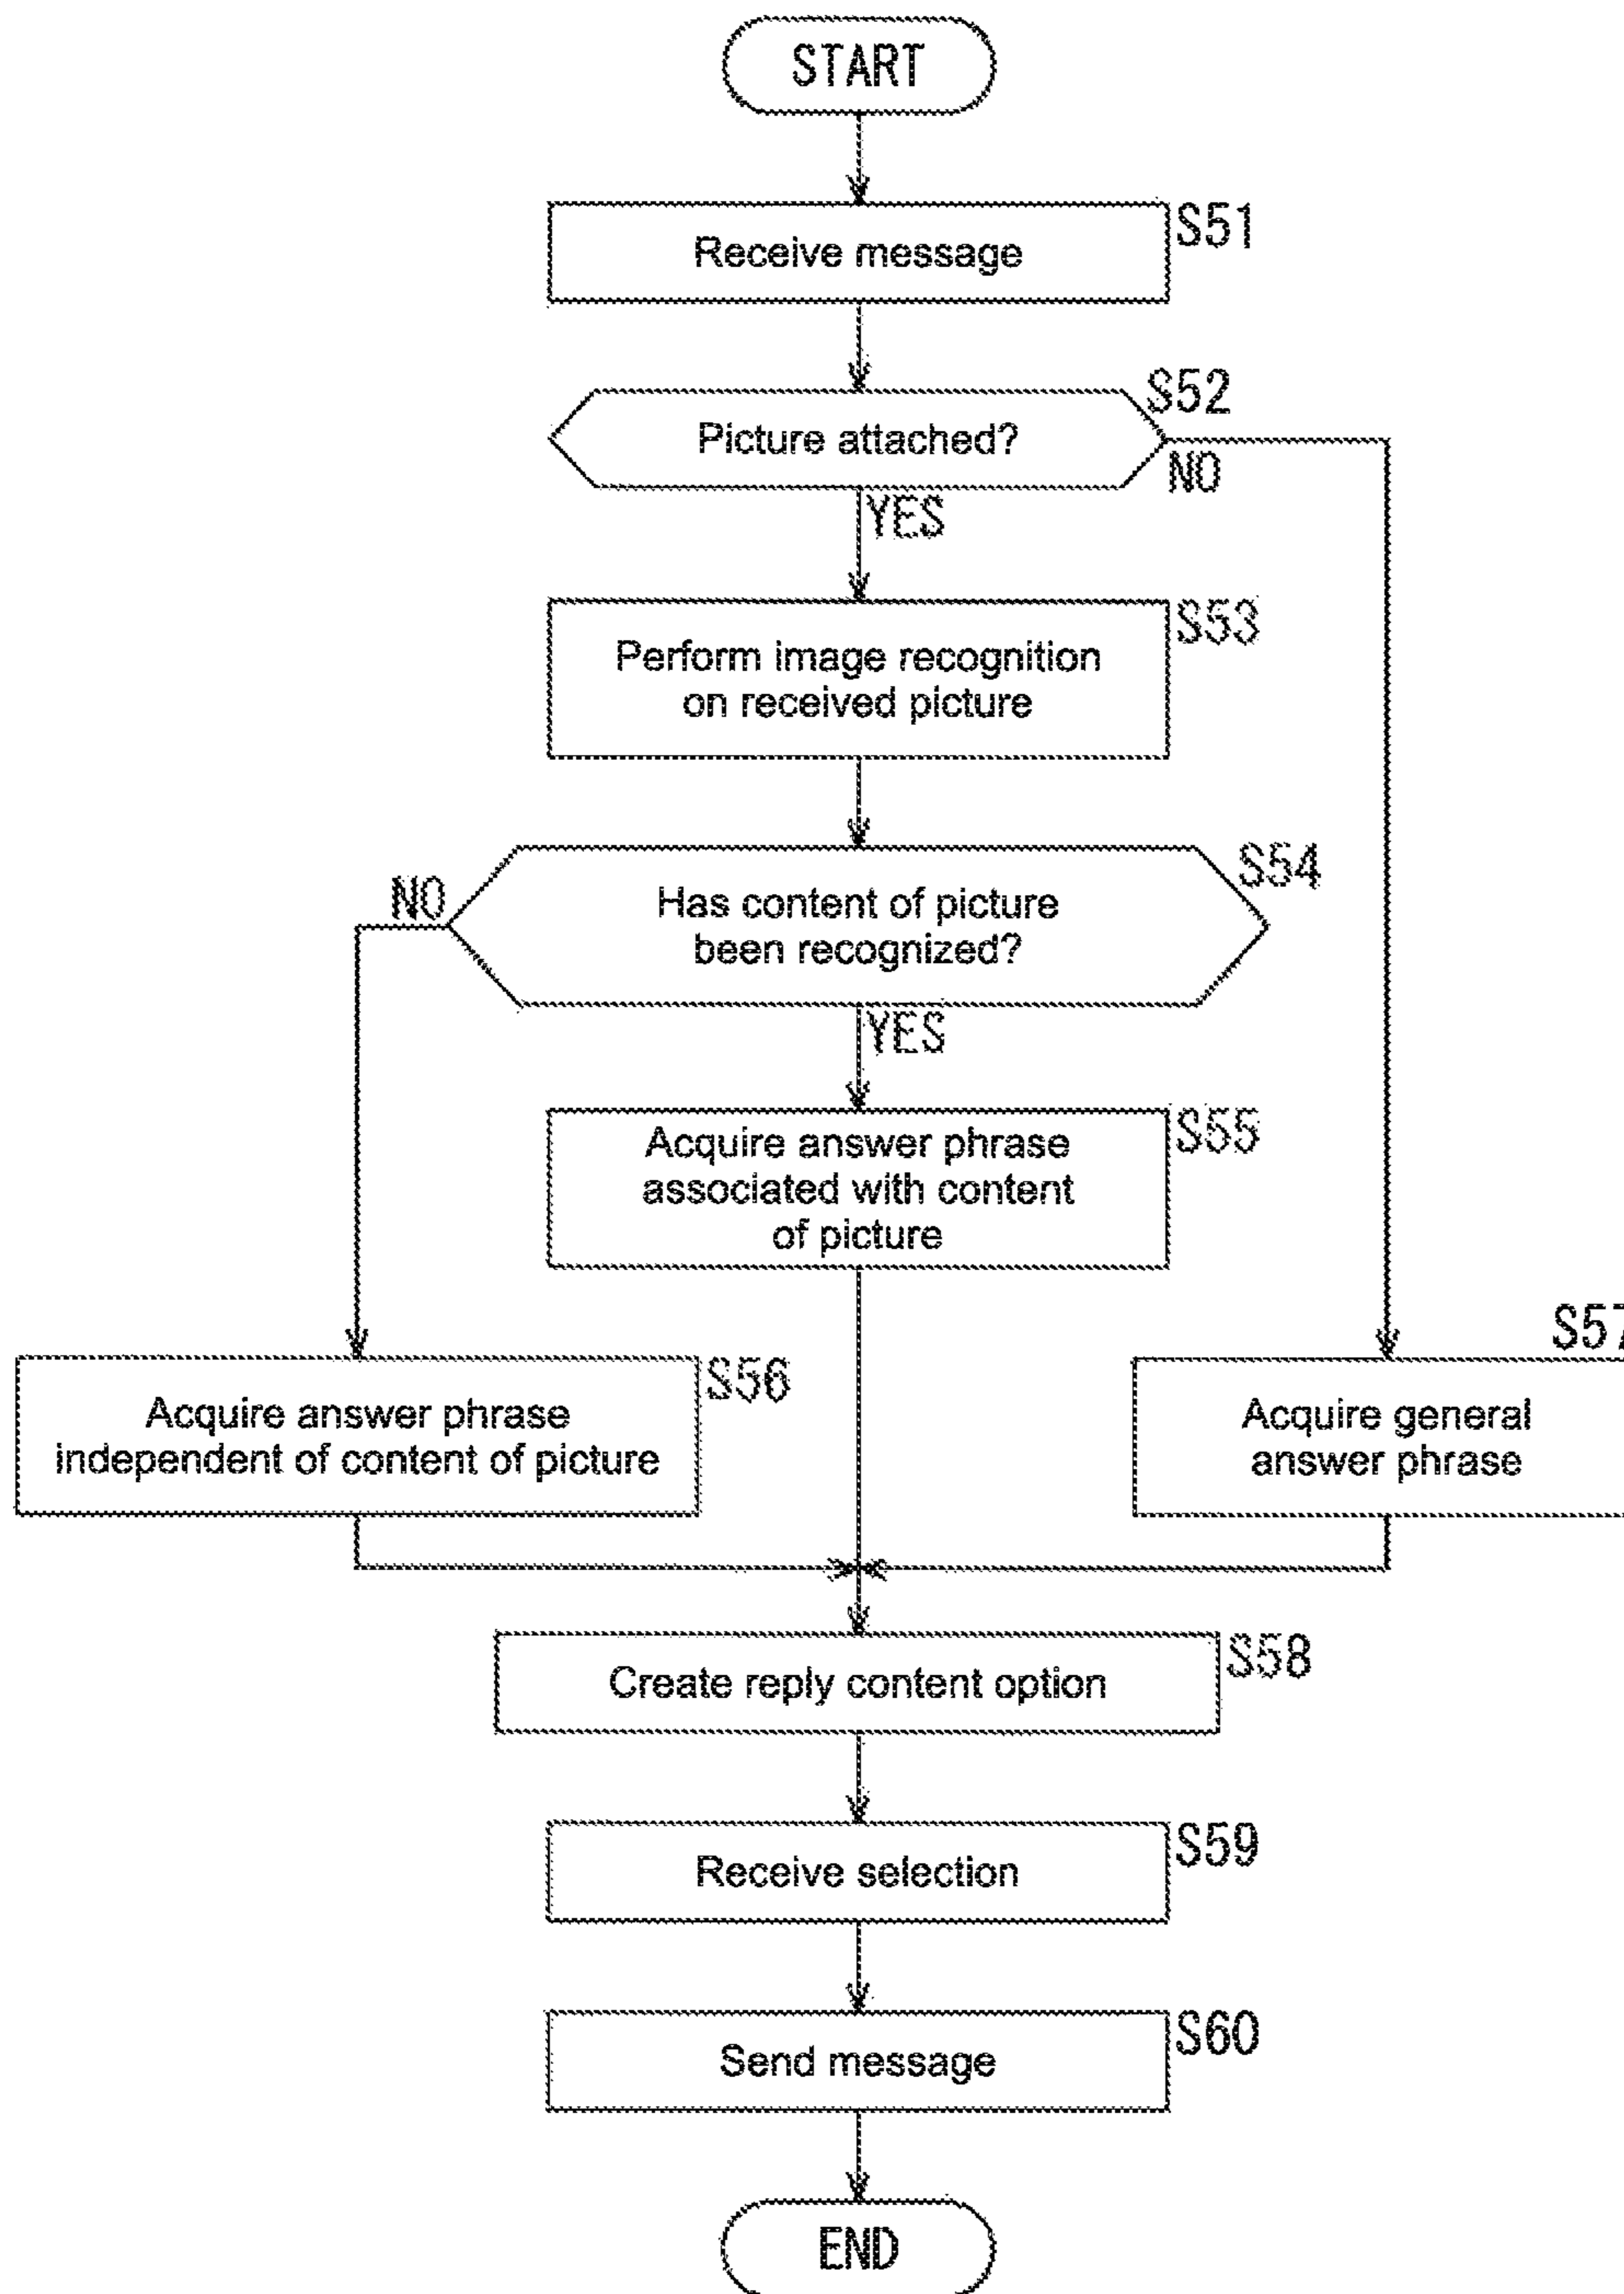 START
S51
Receive message
S52
Picture attached?
NO
YES
S53
Perform image recognition
on received picture
S54
NO
Has content of picture
been recognized?
YES
S55
Acquire answer phrase
associated with content
of picture
S56
Acquire answer phrase
independent of content of picture
S57
Acquire general
answer phrase
S58
Create reply content option
S59
Receive selection
S60
Send message
END